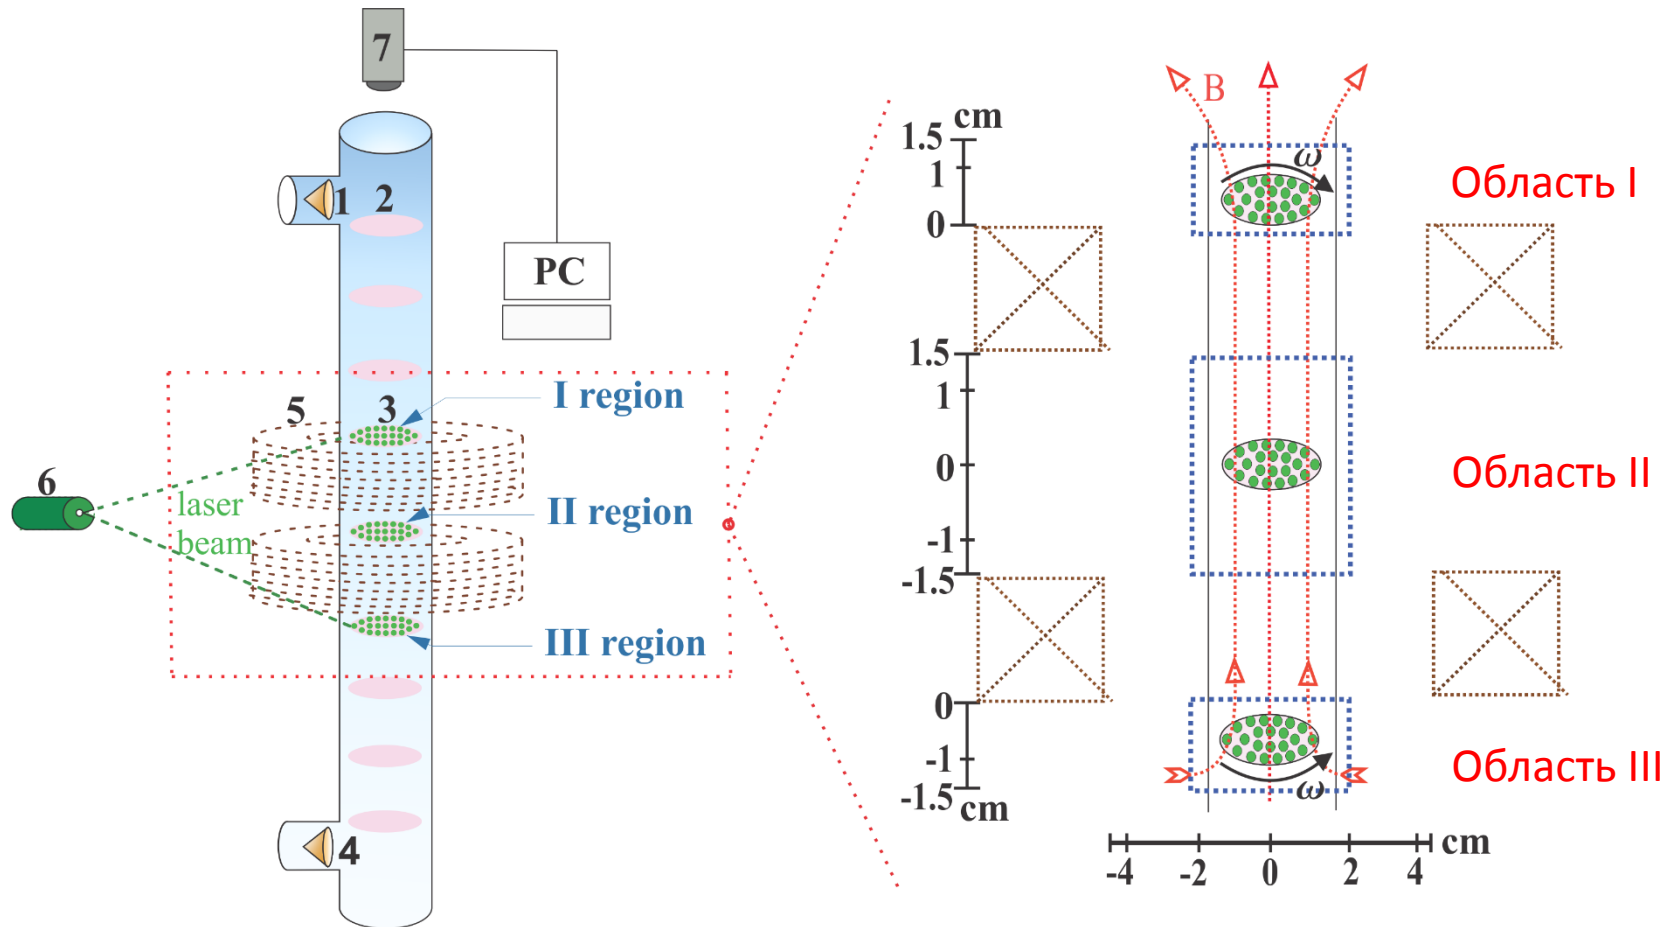 7
1
2
PC
5
3
I region
6
laser
beam
II region
III region
4
B
cm
1.5
1
0
ω
Область I
1.5
1
0
-1
-1.5
Область II
0
-1
-1.5
cm
ω
Область III
-4 -2 0 2 4 cm